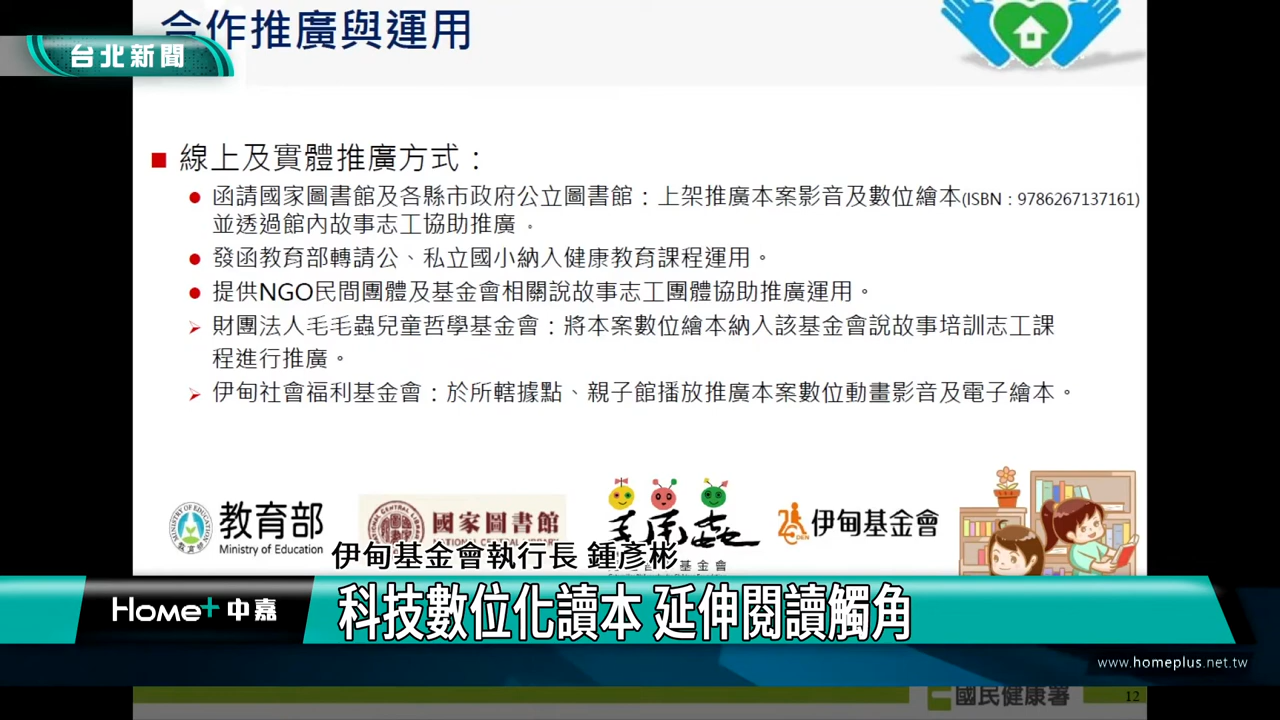 合作推廣與運用
台北新聞
線上及實體推廣方式：
函請國家圖書館及各縣市政府公立圖書館：上架推廣本案影音及數位繪本(ISBN：9786267137161)
並透過館內故事志工協助推廣。
發函教育部轉請公、私立國小納入健康教育課程運用。
提供NGO民間團體及基金會相關說故事志工團體協助推廣運用。
財團法人毛毛蟲兒童哲學基金會：將本案數位繪本納入該基金會說故事培訓志工課
程進行推廣。
伊甸社會福利基金會：於所轄據點、親子館播放推廣本案數位動畫影音及電子繪本。
教育部
Ministry of Education
國家圖書館
毛毛蟲
伊甸基金會
伊甸基金會執行長 鍾彥彬
Home+中嘉
科技數位化讀本 延伸閱讀觸角
www.homeplus.net.tw
國民健康署
12